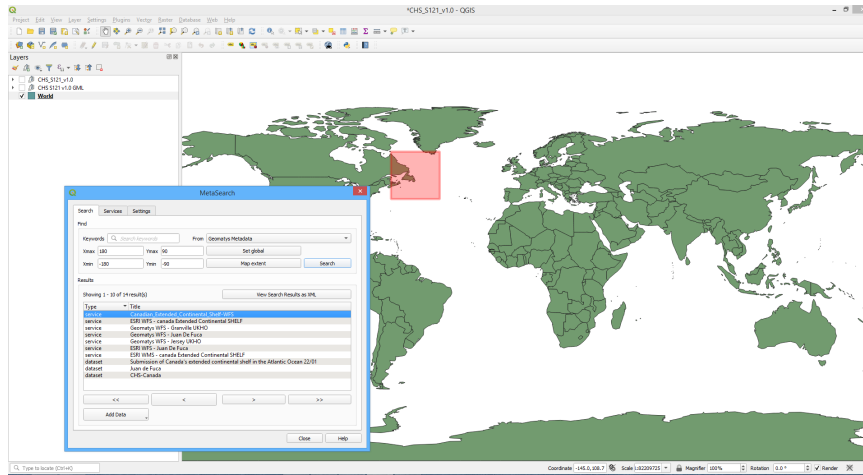 *CHS_S121_v1.0 - QGIS
Project Edit View Layer Settings Plugins Vector Raster Database Web Help
Layers
CHS_S121_v1.0
CHS S121 v1.0 GML
World
MetaSearch
Search Services Settings
Find
Keywords Search keywords From Geomatys Metadata
Xmax 180 Ymax 90 Set global
Xmin -180 Ymin -90 Map extent Search
Results
Showing 1 - 10 of 14 result(s) View Search Results as XML
Type Title
service Canadian_Extended_Continental_Shelf-WFS
service ESRI WFS - canada Extended Continental SHELF
service Geomatys WFS - Granville UKHO
service Geomatys WFS - Juan De Fuca
service Geomatys WFS - Jersey UKHO
service ESRI WFS - Juan De Fuca
service ESRI WMS - canada Extended Continental SHELF
dataset Submission of Canada's extended continental shelf in the Atlantic Ocean 22/01
dataset Juan de Fuca
dataset CHS-Canada
<< < > >>
Add Data
Close Help
Type to locate (Ctrl+K) Coordinate -145.0,108.7 Scale 1:82209725 Magnifier 100% Rotation 0.0 ° Render